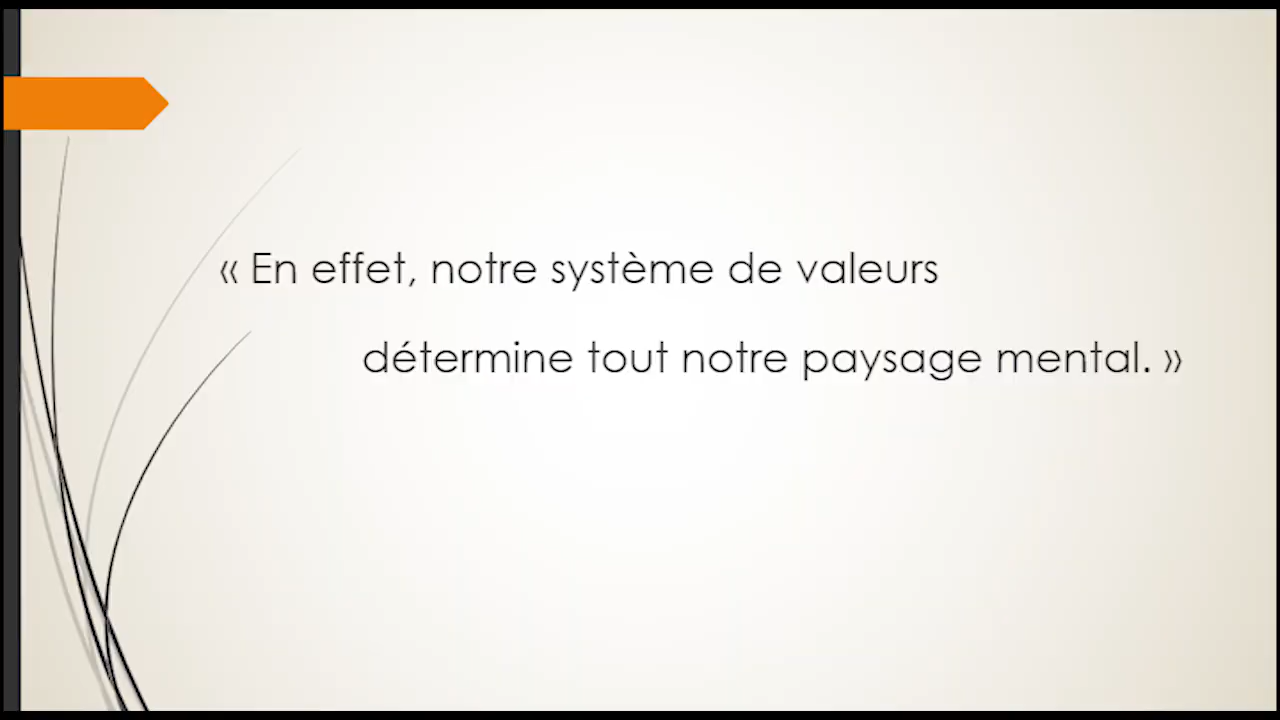 « En effet, notre système de valeurs
détermine tout notre paysage mental. »